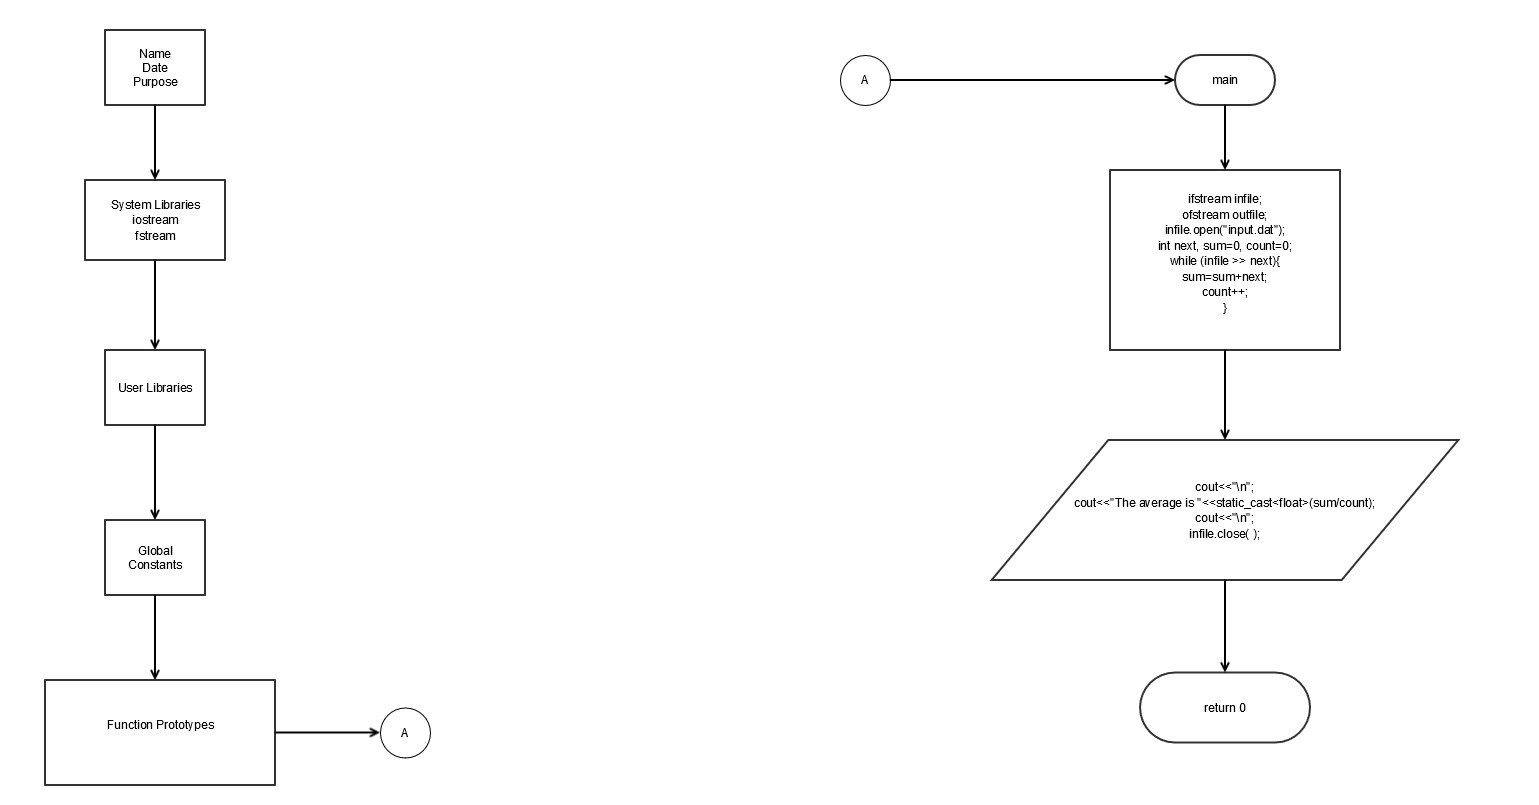 Name
Date
Purpose
System Libraries
iostream
fstream
User Libraries
Global
Constants
Function Prototypes
A
A
main
ifstream infile;
ofstream outfile;
infile.open("input.dat");
int next, sum=0, count=0;
while (infile >> next){
sum=sum+next;
count++;
}
cout<<"\n";
cout<<"The average is "<<static_cast<float>(sum/count);
cout<<"\n";
infile.close( );
return 0